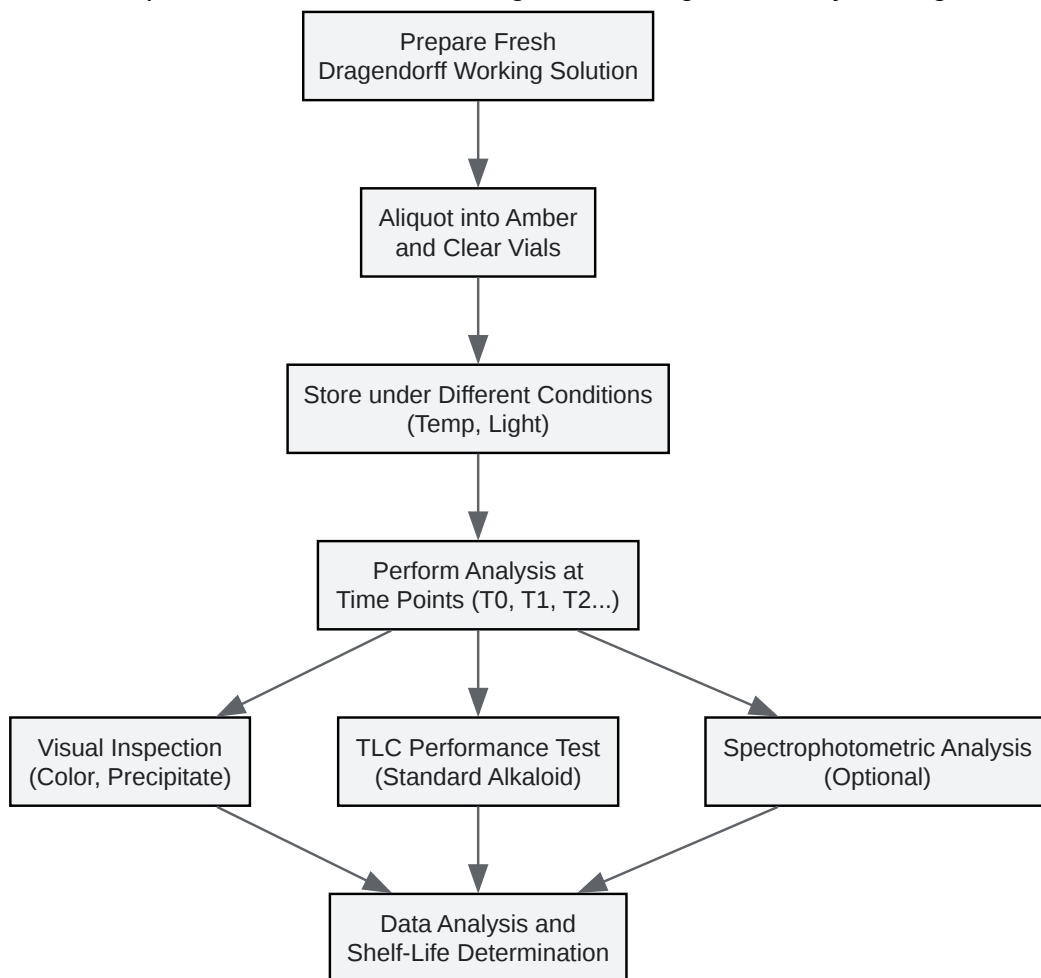 Prepare Fresh
Dragendorff Working Solution
Aliquot into Amber
and Clear Vials
Store under Different Conditions
(Temp, Light)
Perform Analysis at
Time Points (T0, T1, T2...)
Visual Inspection
(Color, Precipitate)
TLC Performance Test
(Standard Alkaloid)
Spectrophotometric Analysis
(Optional)
Data Analysis and
Shelf-Life Determination